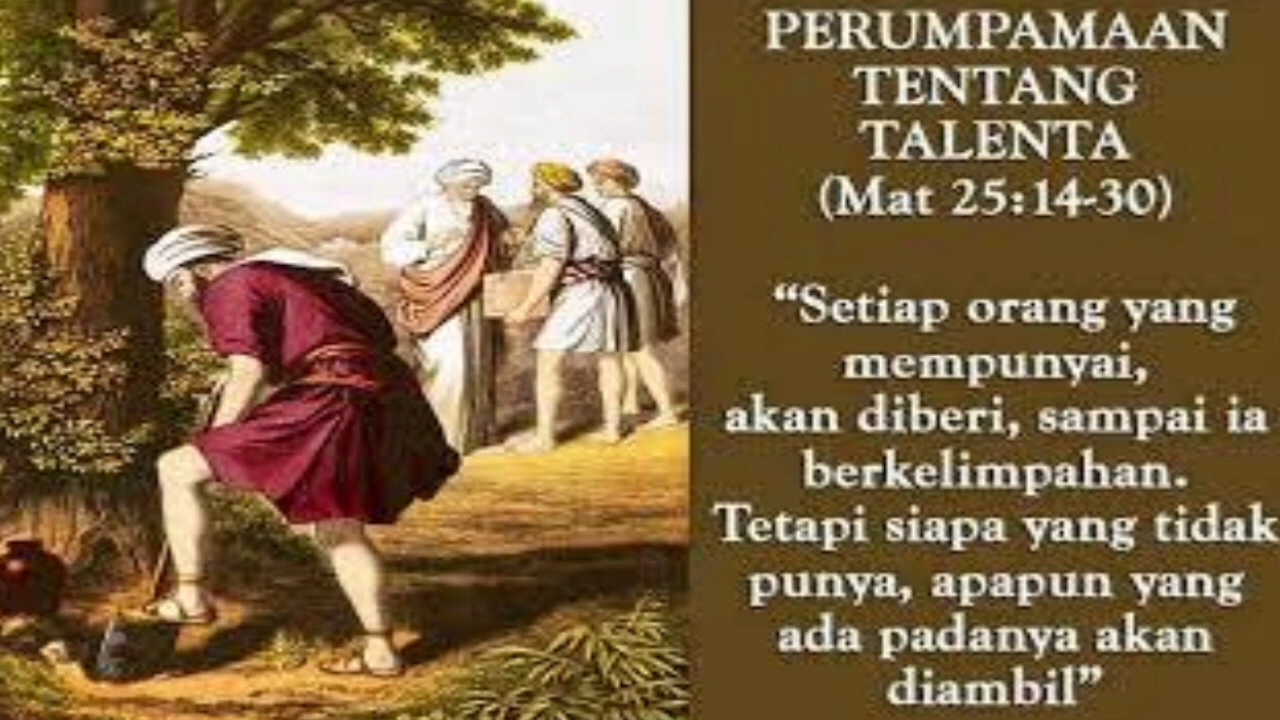 PERUMPAMAAN
TENTANG
TALENTA
(Mat 25:14-30)
“Setiap orang yang
mempunyai,
akan diberi, sampai ia
berkelimpahan.
Tetapi siapa yang tidak
punya, apapun yang
ada padanya akan
diambil”